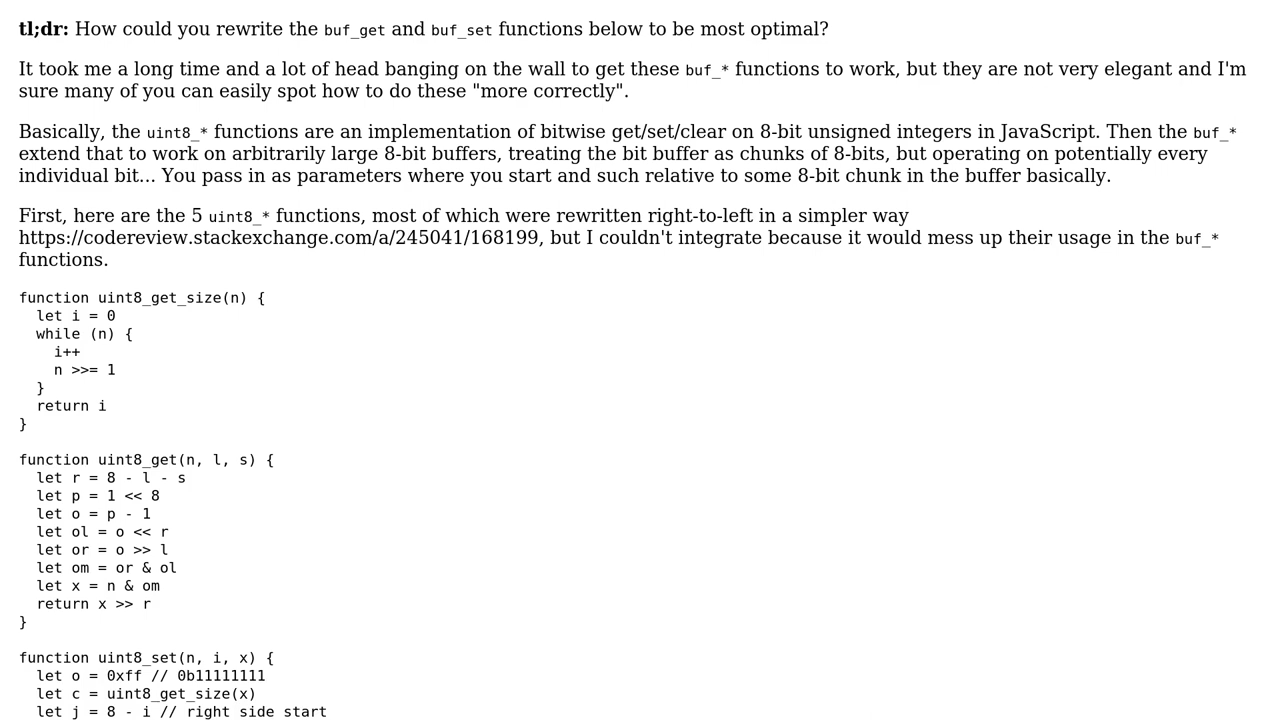 tl;dr: How could you rewrite the buf_get and buf_set functions below to be most optimal?
It took me a long time and a lot of head banging on the wall to get these buf_* functions to work, but they are not very elegant and I'm
sure many of you can easily spot how to do these "more correctly".
Basically, the uint8_* functions are an implementation of bitwise get/set/clear on 8-bit unsigned integers in JavaScript. Then the buf_*
extend that to work on arbitrarily large 8-bit buffers, treating the bit buffer as chunks of 8-bits, but operating on potentially every
individual bit... You pass in as parameters where you start and such relative to some 8-bit chunk in the buffer basically.
First, here are the 5 uint8_* functions, most of which were rewritten right-to-left in a simpler way
https://codereview.stackexchange.com/a/245041/168199, but I couldn't integrate because it would mess up their usage in the buf_*
functions.
function uint8_get_size(n) {
  let i = 0
  while (n) {
    i++
    n >>= 1
  }
  return i
}
function uint8_get(n, l, s) {
  let r = 8 - l - s
  let p = 1 << 8
  let o = p - 1
  let ol = o << r
  let or = o >> l
  let om = or & ol
  let x = n & om
  return x >> r
}
function uint8_set(n, i, x) {
  let o = 0xff // 0b11111111
  let c = uint8_get_size(x)
  let j = 8 - i // right side start